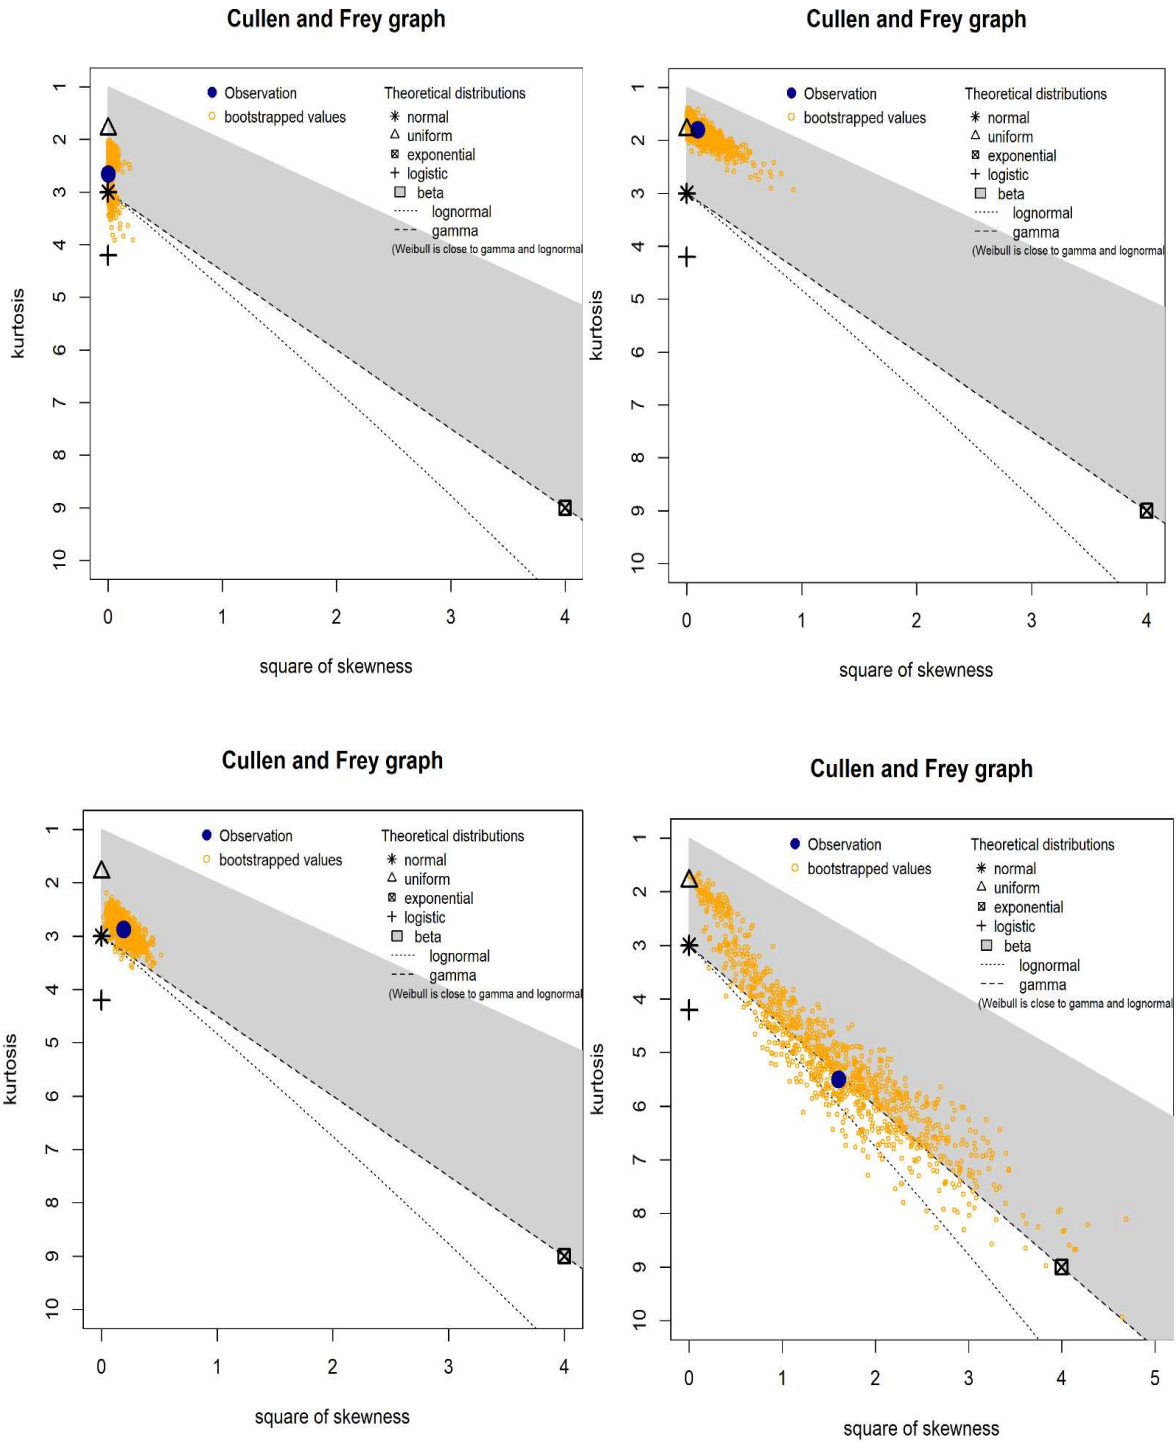 Cullen and Frey graph
Observation
bootstrapped values
Theoretical distributions
normal
uniform
exponential
logistic
beta
lognormal
gamma
(Weibull is close to gamma and lognormal
kurtosis
1
2
3
4
5
6
7
8
9
10
0 1 2 3 4
square of skewness
Cullen and Frey graph
Observation
bootstrapped values
Theoretical distributions
normal
uniform
exponential
logistic
beta
lognormal
gamma
(Weibull is close to gamma and lognormal
kurtosis
1
2
3
4
5
6
7
8
9
10
0 1 2 3 4
square of skewness
Cullen and Frey graph
Observation
bootstrapped values
Theoretical distributions
normal
uniform
exponential
logistic
beta
lognormal
gamma
(Weibull is close to gamma and lognormal
kurtosis
1
2
3
4
5
6
7
8
9
10
0 1 2 3 4
square of skewness
Cullen and Frey graph
Observation
bootstrapped values
Theoretical distributions
normal
uniform
exponential
logistic
beta
lognormal
gamma
(Weibull is close to gamma and lognormal
kurtosis
1
2
3
4
5
6
7
8
9
10
0 1 2 3 4 5
square of skewness